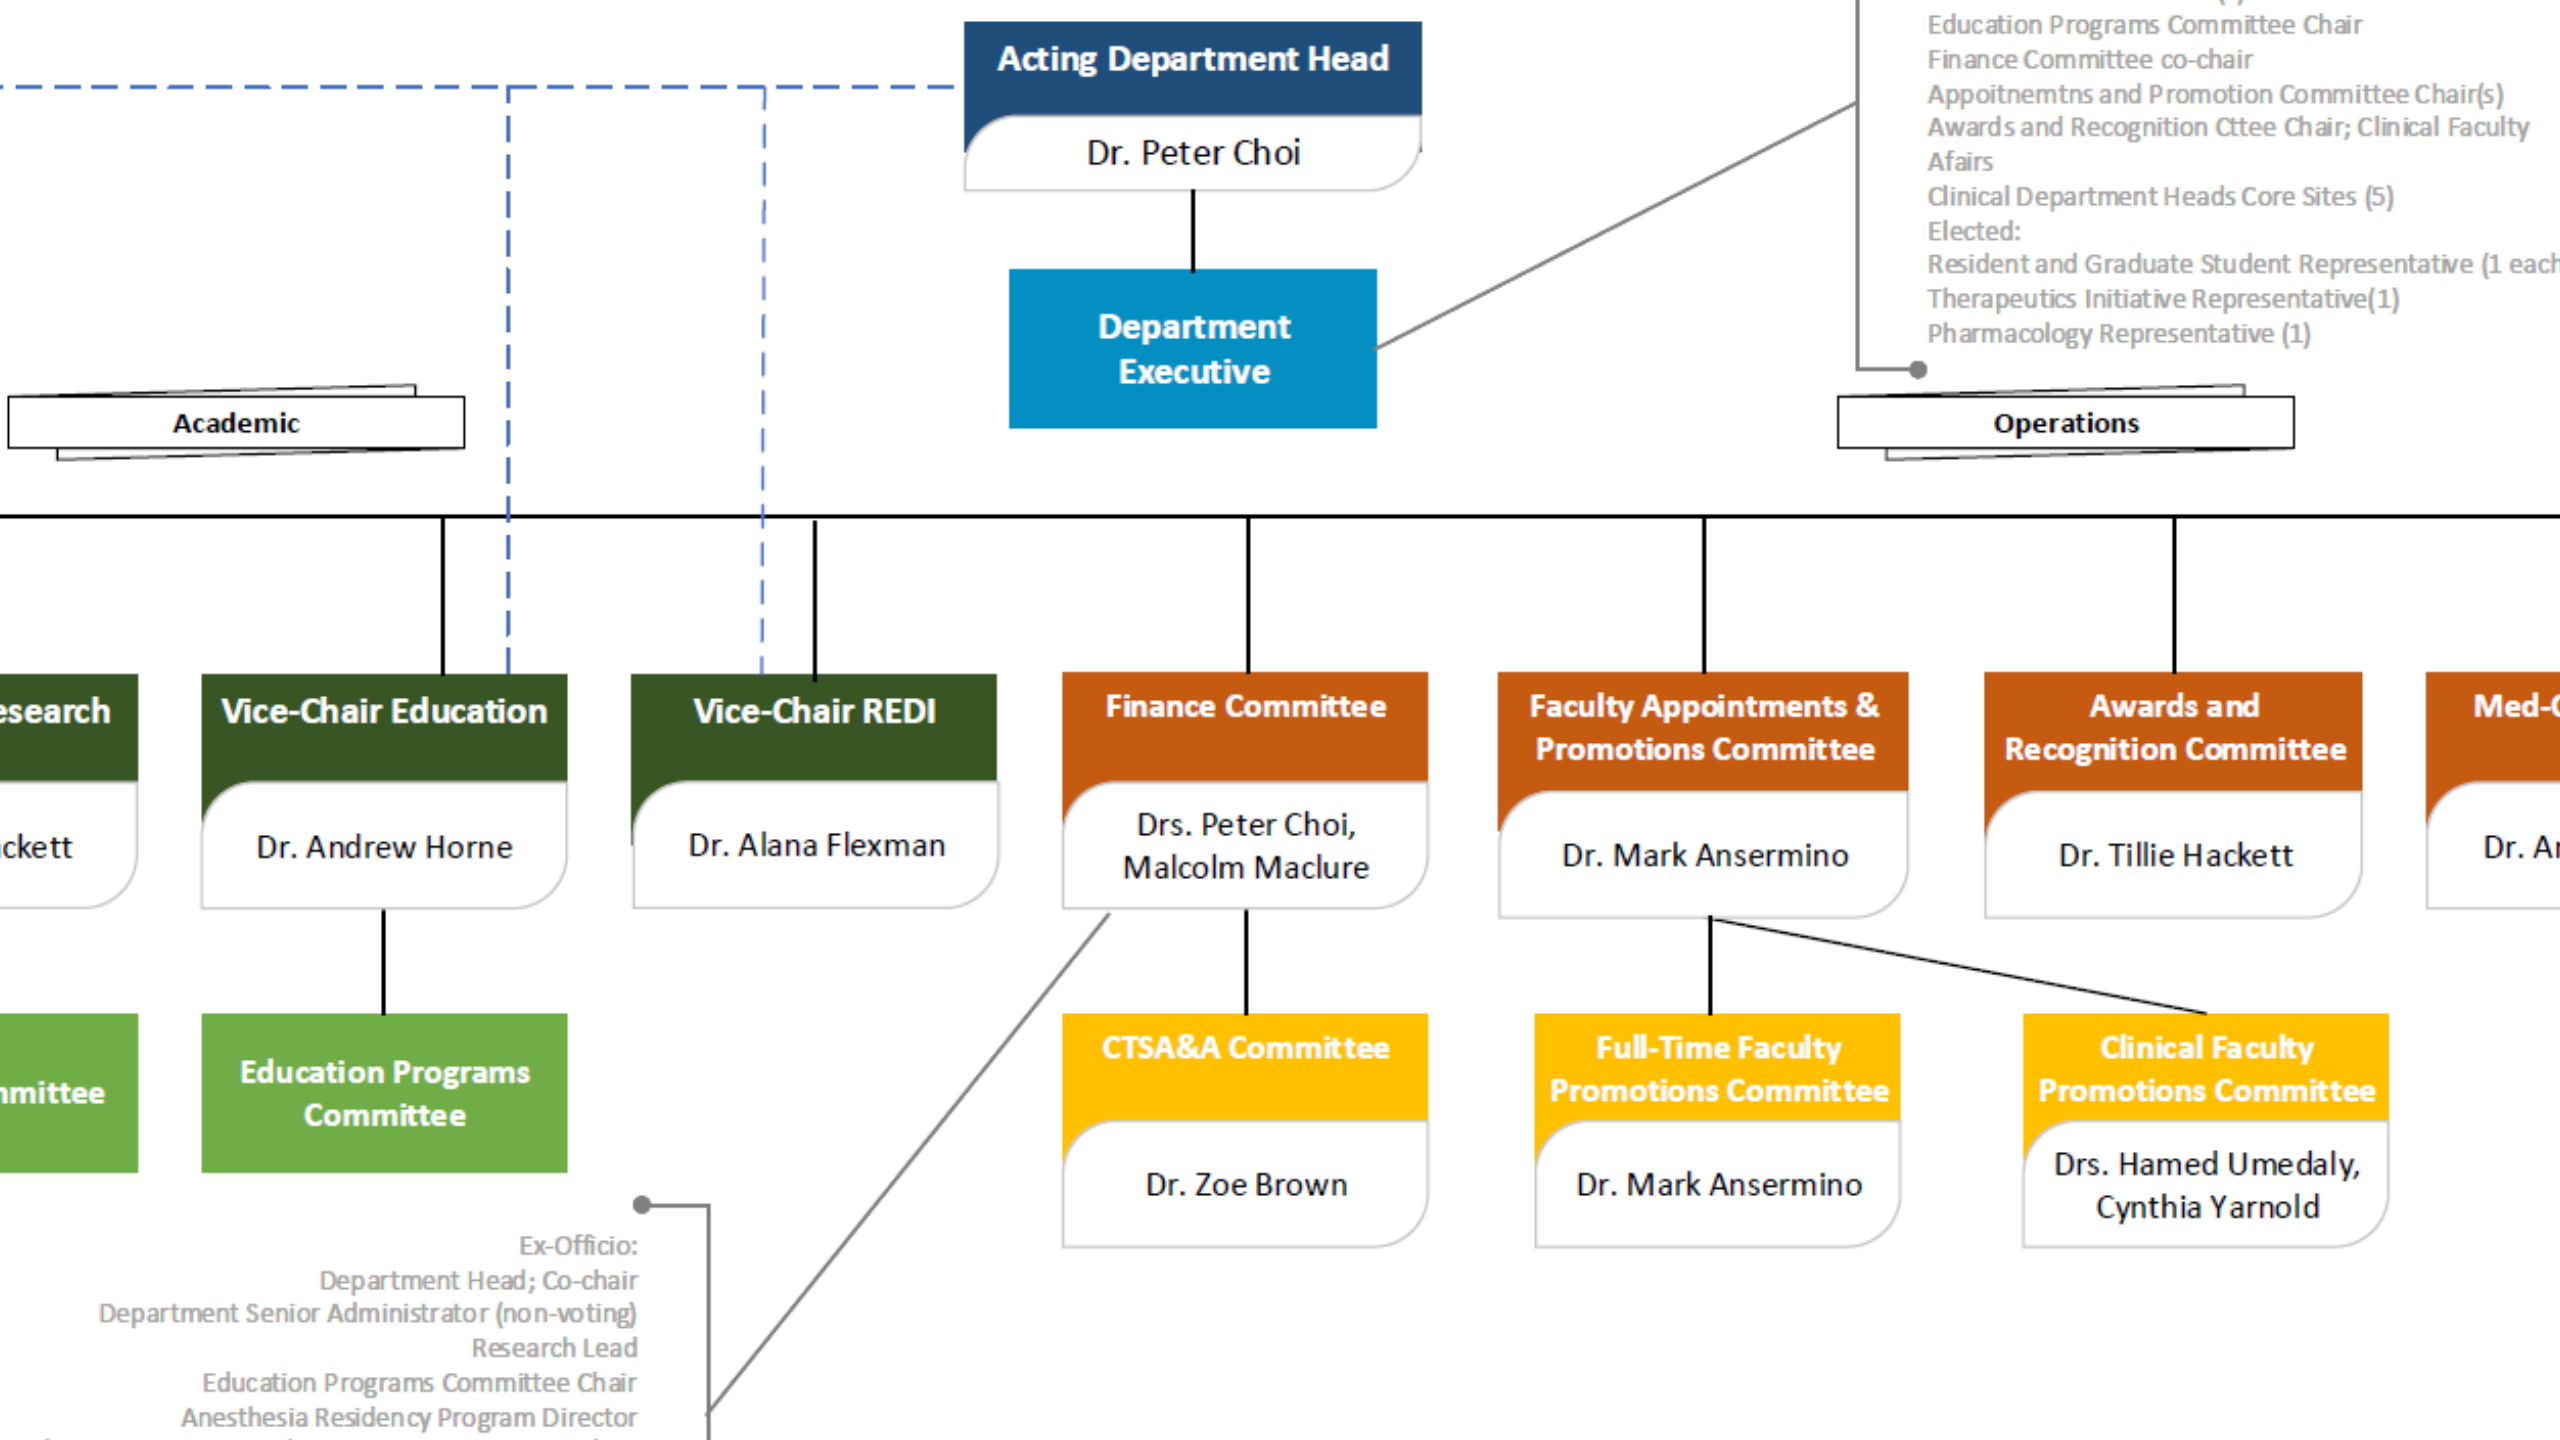 Acting Department Head
Dr. Peter Choi
Department
Executive
Education Programs Committee Chair
Finance Committee co-chair
Appoitnemtns and Promotion Committee Chair(s)
Awards and Recognition Cttee Chair; Clinical Faculty
Afairs
Clinical Department Heads Core Sites (5)
Elected:
Resident and Graduate Student Representative (1 each
Therapeutics Initiative Representative(1)
Pharmacology Representative (1)
Academic
Operations
esearch
ckett
Vice-Chair Education
Dr. Andrew Horne
Vice-Chair REDI
Dr. Alana Flexman
Finance Committee
Drs. Peter Choi,
Malcolm Maclure
Faculty Appointments &
Promotions Committee
Dr. Mark Ansermino
Awards and
Recognition Committee
Dr. Tillie Hackett
Med-
Dr. A
mmittee
Education Programs
Committee
CTSA&A Committee
Dr. Zoe Brown
Full-Time Faculty
Promotions Committee
Dr. Mark Ansermino
Clinical Faculty
Promotions Committee
Drs. Hamed Umedaly,
Cynthia Yarnold
Ex-Officio:
Department Head; Co-chair
Department Senior Administrator (non-voting)
Research Lead
Education Programs Committee Chair
Anesthesia Residency Program Director